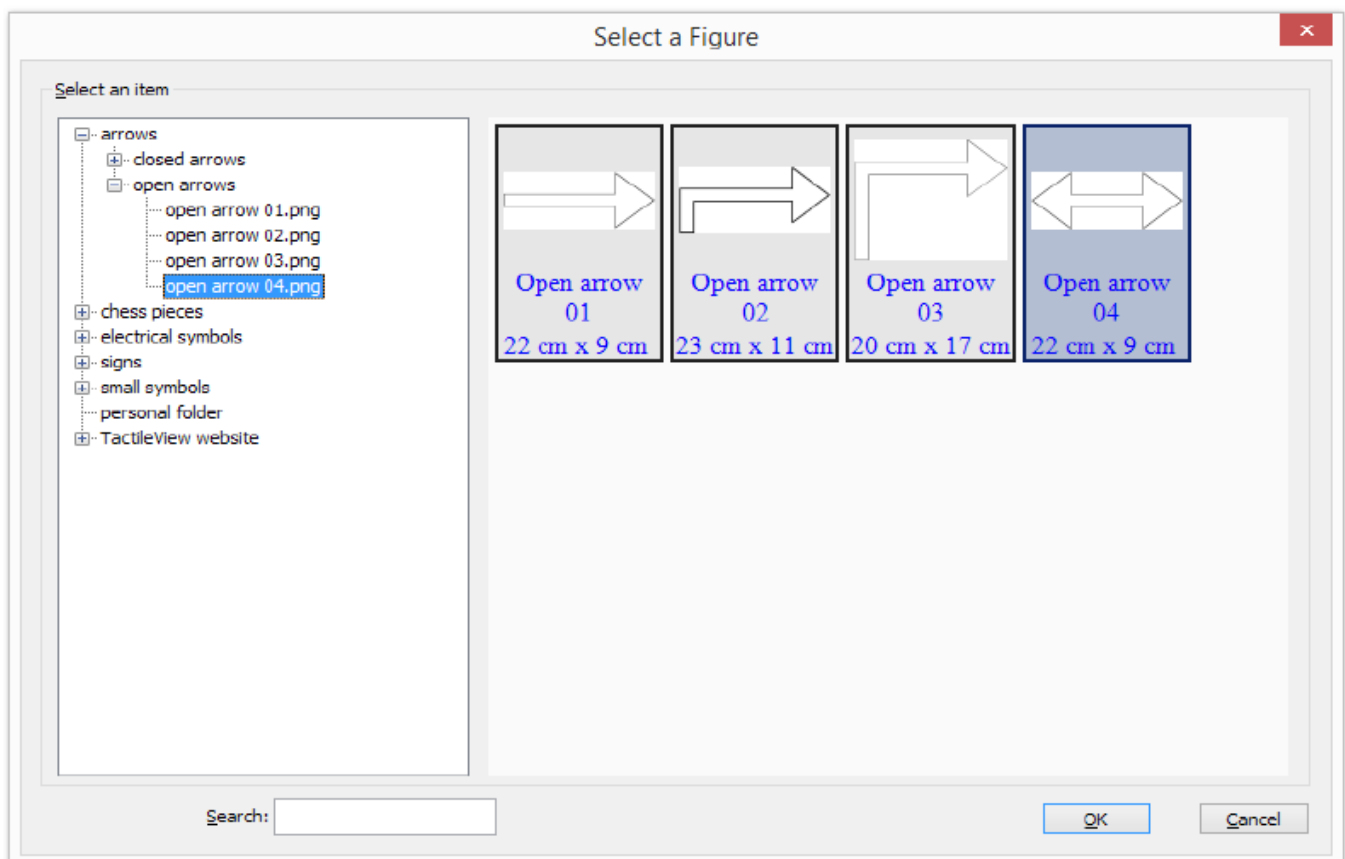 Select a Figure
x
Select an item
arrows
closed arrows
open arrows
open arrow 01.png
open arrow 02.png
open arrow 03.png
open arrow 04.png
chess pieces
electrical symbols
signs
small symbols
personal folder
TactileView website
Open arrow
01
22 cm x 9 cm
Open arrow
02
23 cm x 11 cm
Open arrow
03
20 cm x 17 cm
Open arrow
04
22 cm x 9 cm
Search:
OK
Cancel